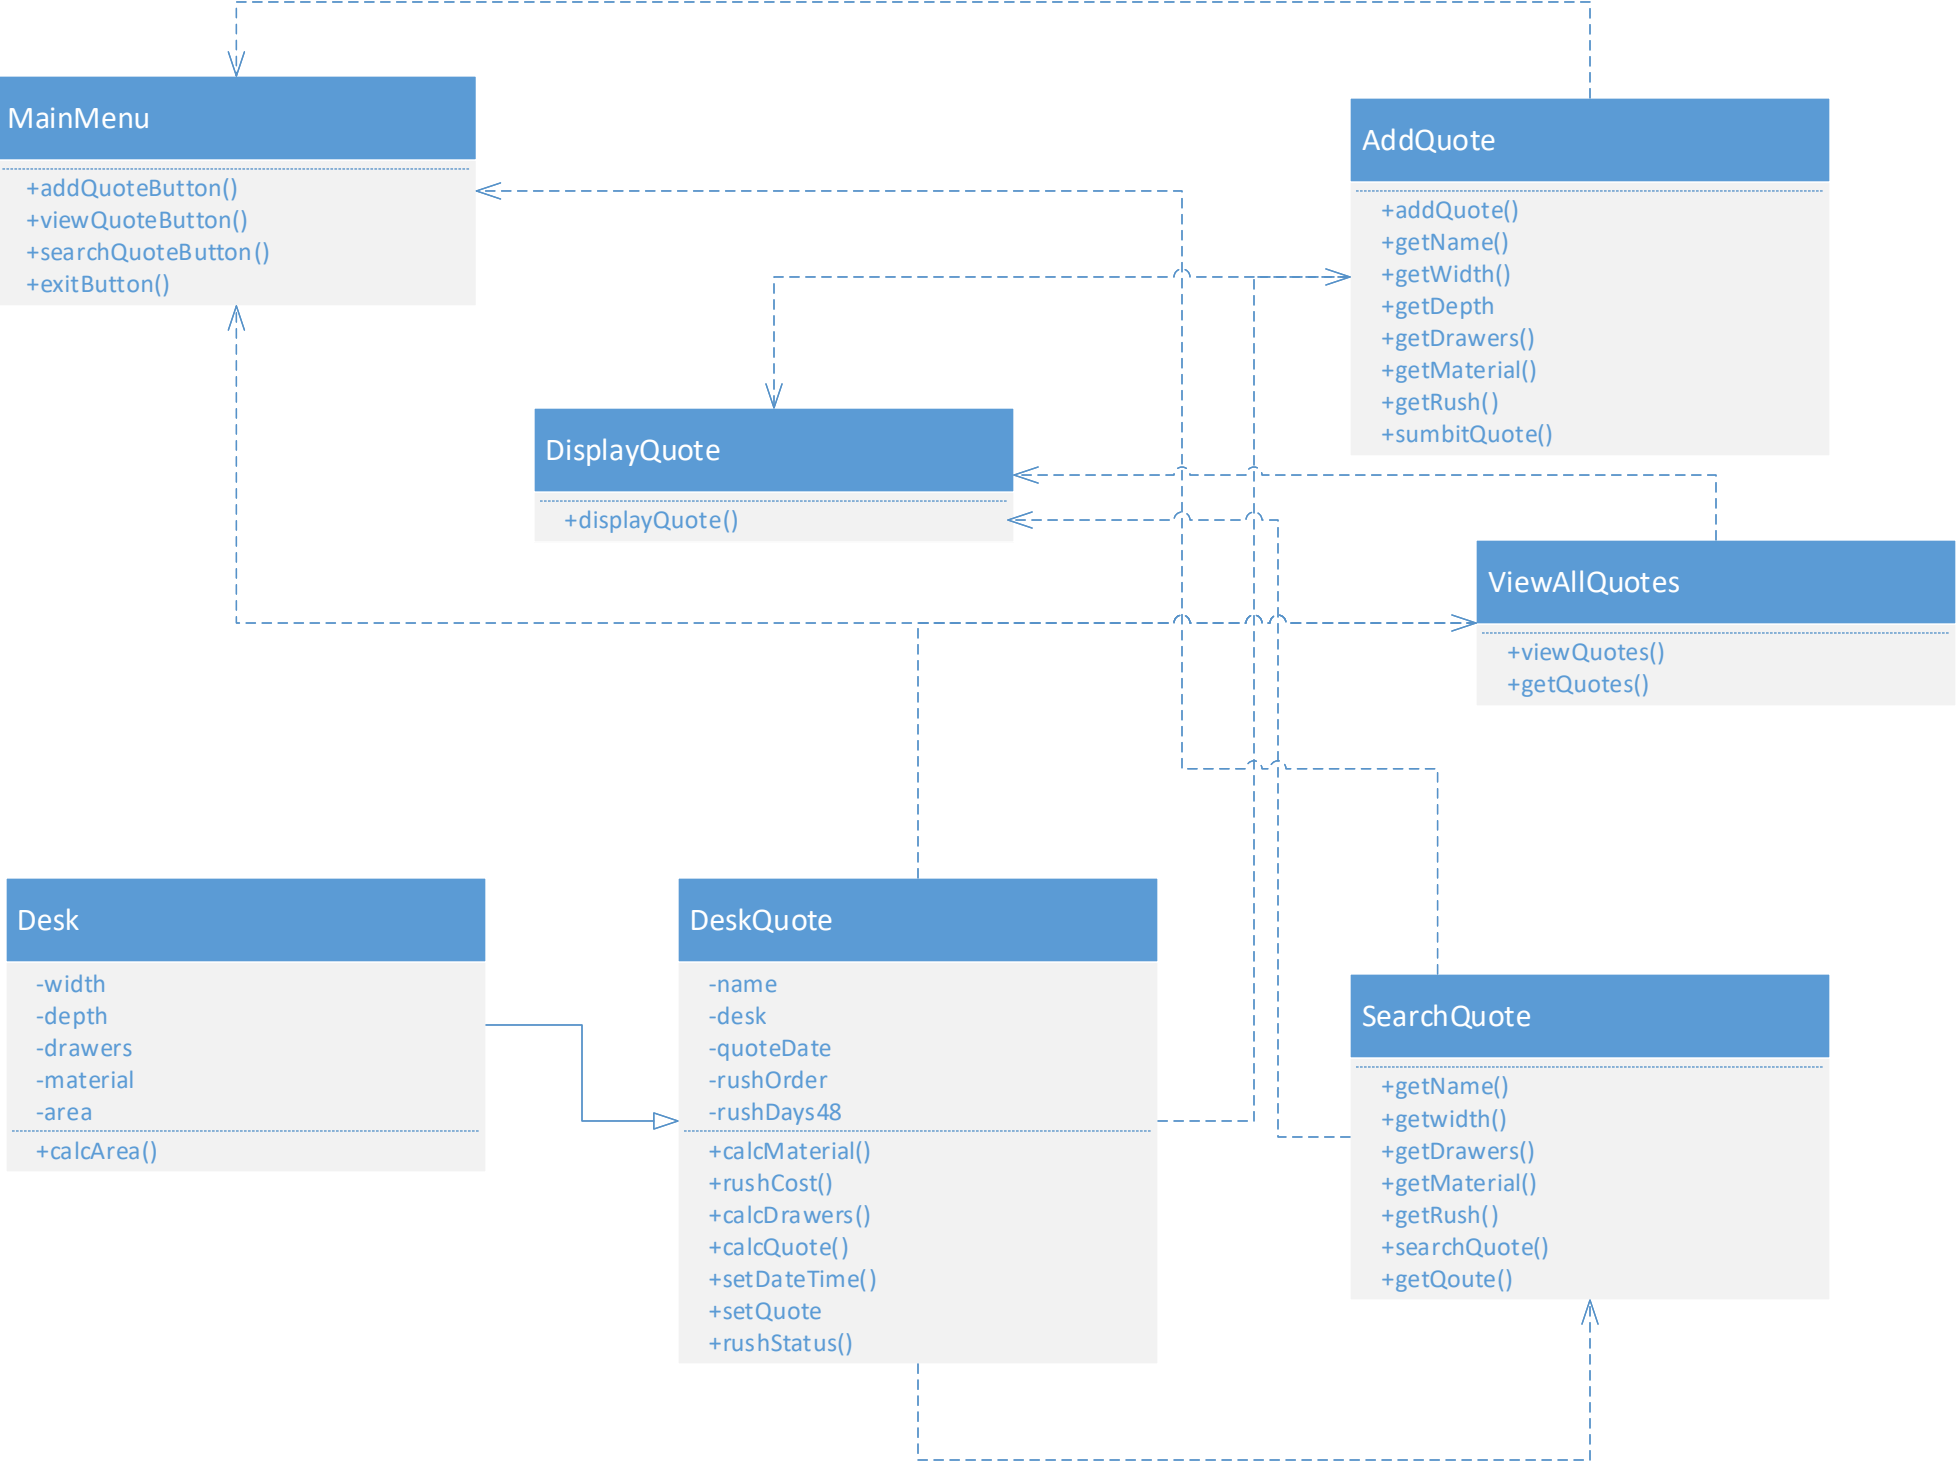 MainMenu
+addQuoteButton()
+viewQuoteButton()
+searchQuoteButton()
+exitButton()
AddQuote
+addQuote()
+getName()
+getWidth()
+getDepth
+getDrawers()
+getMaterial()
+getRush()
+sumbitQuote()
DisplayQuote
+displayQuote()
ViewAllQuotes
+viewQuotes()
+getQuotes()
Desk
-width
-depth
-drawers
-material
-area
+calcArea()
DeskQuote
-name
-desk
-quoteDate
-rushOrder
-rushDays48
+calcMaterial()
+rushCost()
+calcDrawers()
+calcQuote()
+setDateTime()
+setQuote
+rushStatus()
SearchQuote
+getName()
+getwidth()
+getDrawers()
+getMaterial()
+getRush()
+searchQuote()
+getQoute()